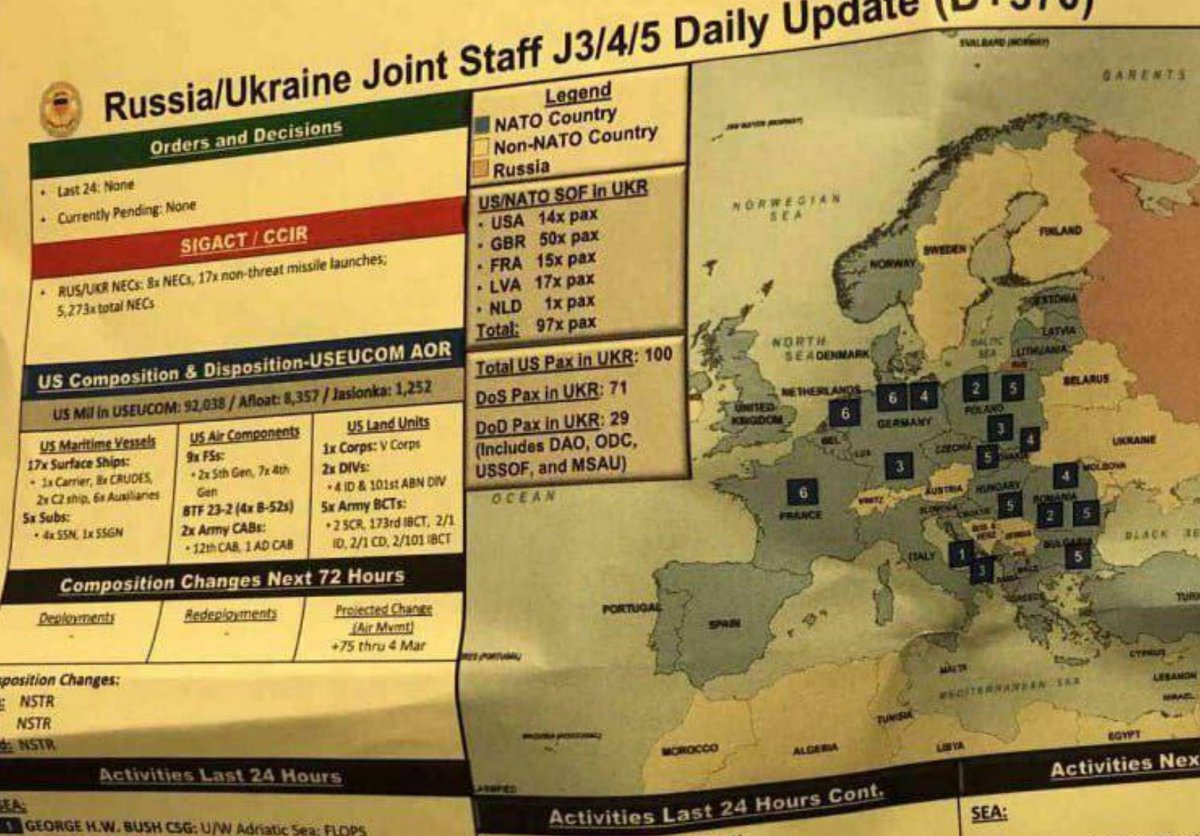 Russia/Ukraine Joint Staff J3/4/5 Daily Update
Orders and Decisions
• Last 24: None
• Currently Pending: None
SIGACT / CCIR
• RUS/UKR NECs: 8x NECs, 17x non-threat missile launches;
5,273x total NECs
US Composition & Disposition-USEUCOM AOR
US Mil in USEUCOM: 92,038 / Afloat: 8,357 / Jasionka: 1,252
US Maritime Vessels
17x Surface Ships:
• 1x Carrier, 8x CRUDES,
2x C2 ship, 6x Auxiliaries
5x Subs:
• 4x SSN, 1x SSGN
US Air Components
9x FSs:
• 2x 5th Gen, 7x 4th
Gen
BTF 23-2 (4x B-52s)
2x Army CABs:
• 12th CAB, 1 AD CAB
US Land Units
1x Corps: V Corps
2x DIVs:
• 4 ID & 101st ABN DIV
5x Army BCTs:
• 2 SCR, 173rd IBCT, 2/1
ID, 2/1 CD, 2/101 IBCT
Composition Changes Next 72 Hours
Deployments
-
Redeployments
-
Projected Change
(Air Mvmt)
+75 thru 4 Mar
sposition Changes:
NSTR
NSTR
NSTR
Activities Last 24 Hours
SEA:
1 GEORGE H.W. BUSH CSG: U/W Adriatic Sea; FLOPS
Legend
NATO Country
Non-NATO Country
Russia
US/NATO SOF in UKR
• USA 14x pax
• GBR 50x pax
• FRA 15x pax
• LVA 17x pax
• NLD 1x pax
Total: 97x pax
Total US Pax in UKR: 100
DoS Pax in UKR: 71
DoD Pax in UKR: 29
(Includes DAO, ODC,
USSOF, and MSAU)
SVALBARD (NORWAY)
BARENTS
JAN MAYEN (NORWAY)
NORWEGIAN
SEA
FINLAND
SWEDEN
NORWAY
ESTONIA
LATVIA
NORTH
SEA
DENMARK
BALTIC
SEA
LITHUANIA
RUS
BELARUS
NETHERLANDS
6
4
2
5
6
POLAND
UNITED
KINGDOM
GERMANY
3
4
UKRAINE
BEL
LUX
CZECHIA
5
3
MOLDOVA
4
AUSTRIA
HUNGARY
6
SWITZ
ROMANIA
OCEAN
FRANCE
SLOVENIA
CROATIA
5
2
5
BLACK SE
ITALY
1
BULGARIA
5
3
PORTUGAL
SPAIN
GREECE
TURK
CYPRUS
MALTA
LEBANON
MEDITERRANEAN SEA
ISRAEL
TUNISIA
MOROCCO
ALGERIA
LIBYA
EGYPT
Activities Last 24 Hours Cont.
Activities Nex
SEA: